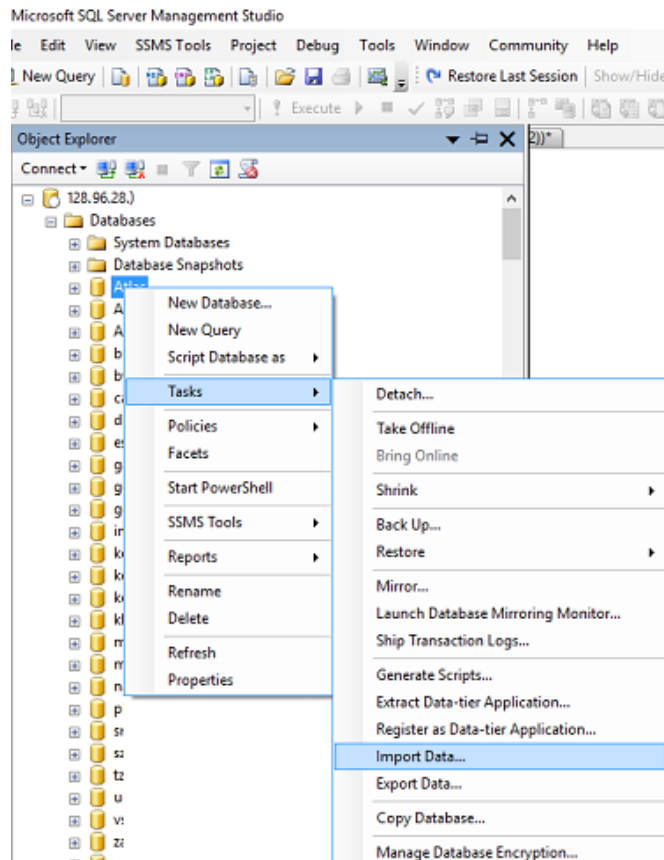 Microsoft SQL Server Management Studio
le Edit View SSMS Tools Project Debug Tools Window Community Help
New Query Restore Last Session Show/Hide
Execute
Object Explorer
2))*
Connect
128.96.28.)
Databases
System Databases
Database Snapshots
Atlas
New Database...
New Query
Script Database as
Tasks
Policies
Facets
Start PowerShell
SSMS Tools
Reports
Rename
Delete
Refresh
Properties
Detach...
Take Offline
Bring Online
Shrink
Back Up...
Restore
Mirror...
Launch Database Mirroring Monitor...
Ship Transaction Logs...
Generate Scripts...
Extract Data-tier Application...
Register as Data-tier Application...
Import Data...
Export Data...
Copy Database...
Manage Database Encryption...